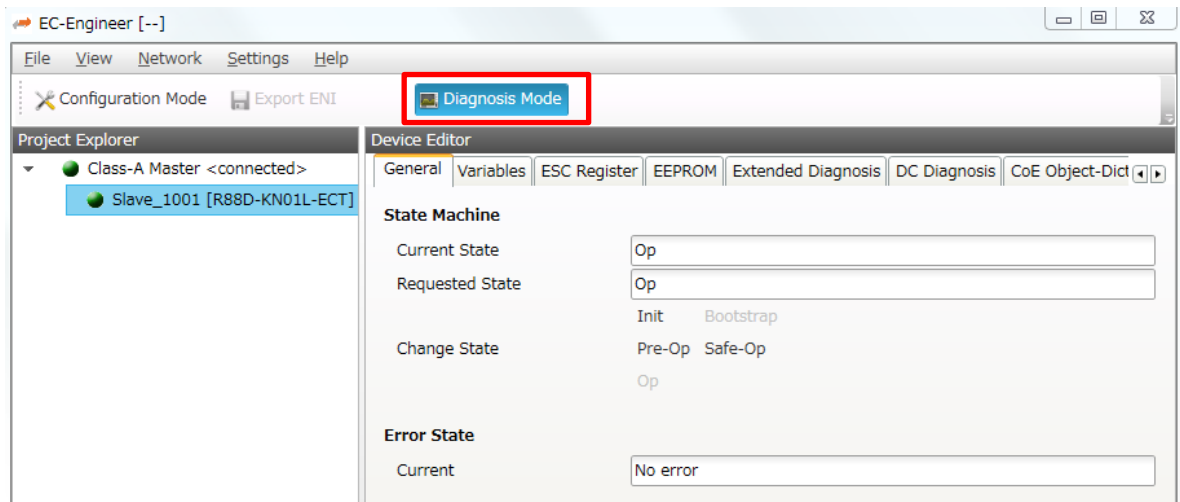 EC-Engineer [--]
File View Network Settings Help
Configuration Mode Export ENI Diagnosis Mode
Project Explorer
Class-A Master <connected>
Slave_1001 [R88D-KN01L-ECT]
Device Editor
General Variables ESC Register EEPROM Extended Diagnosis DC Diagnosis CoE Object-Dict
State Machine
Current State Op
Requested State Op
Init Bootstrap
Change State Pre-Op Safe-Op
Op
Error State
Current No error